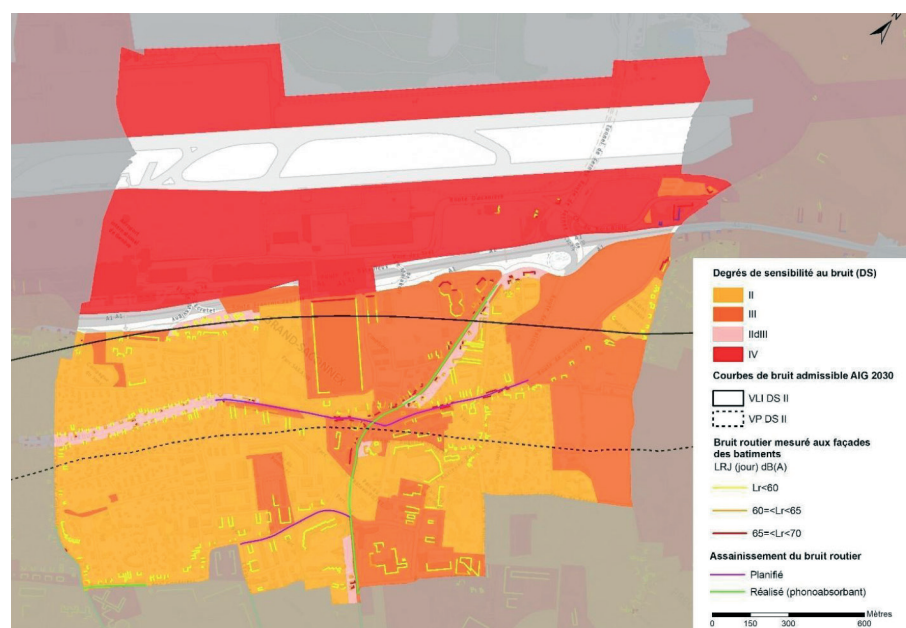 Degrés de sensibilité au bruit (DS)
II
III
IIdIII
IV
Courbes de bruit admissible AIG 2030
VLI DS II
VP DS II
Bruit routier mesuré aux façades
des batiments
LRJ (jour) dB(A)
Lr<60
60=<Lr<65
65=<Lr<70
Assainissement du bruit routier
Planifié
Réalisé (phonoabsorbant)
Mètres
0 150 300 600